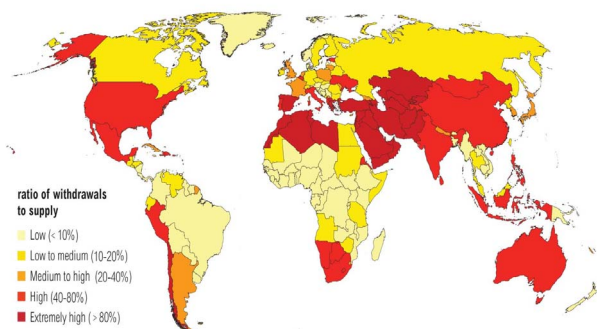 ratio of withdrawals
to supply
Low (< 10%)
Low to medium (10-20%)
Medium to high (20-40%)
High (40-80%)
Extremely high (> 80%)